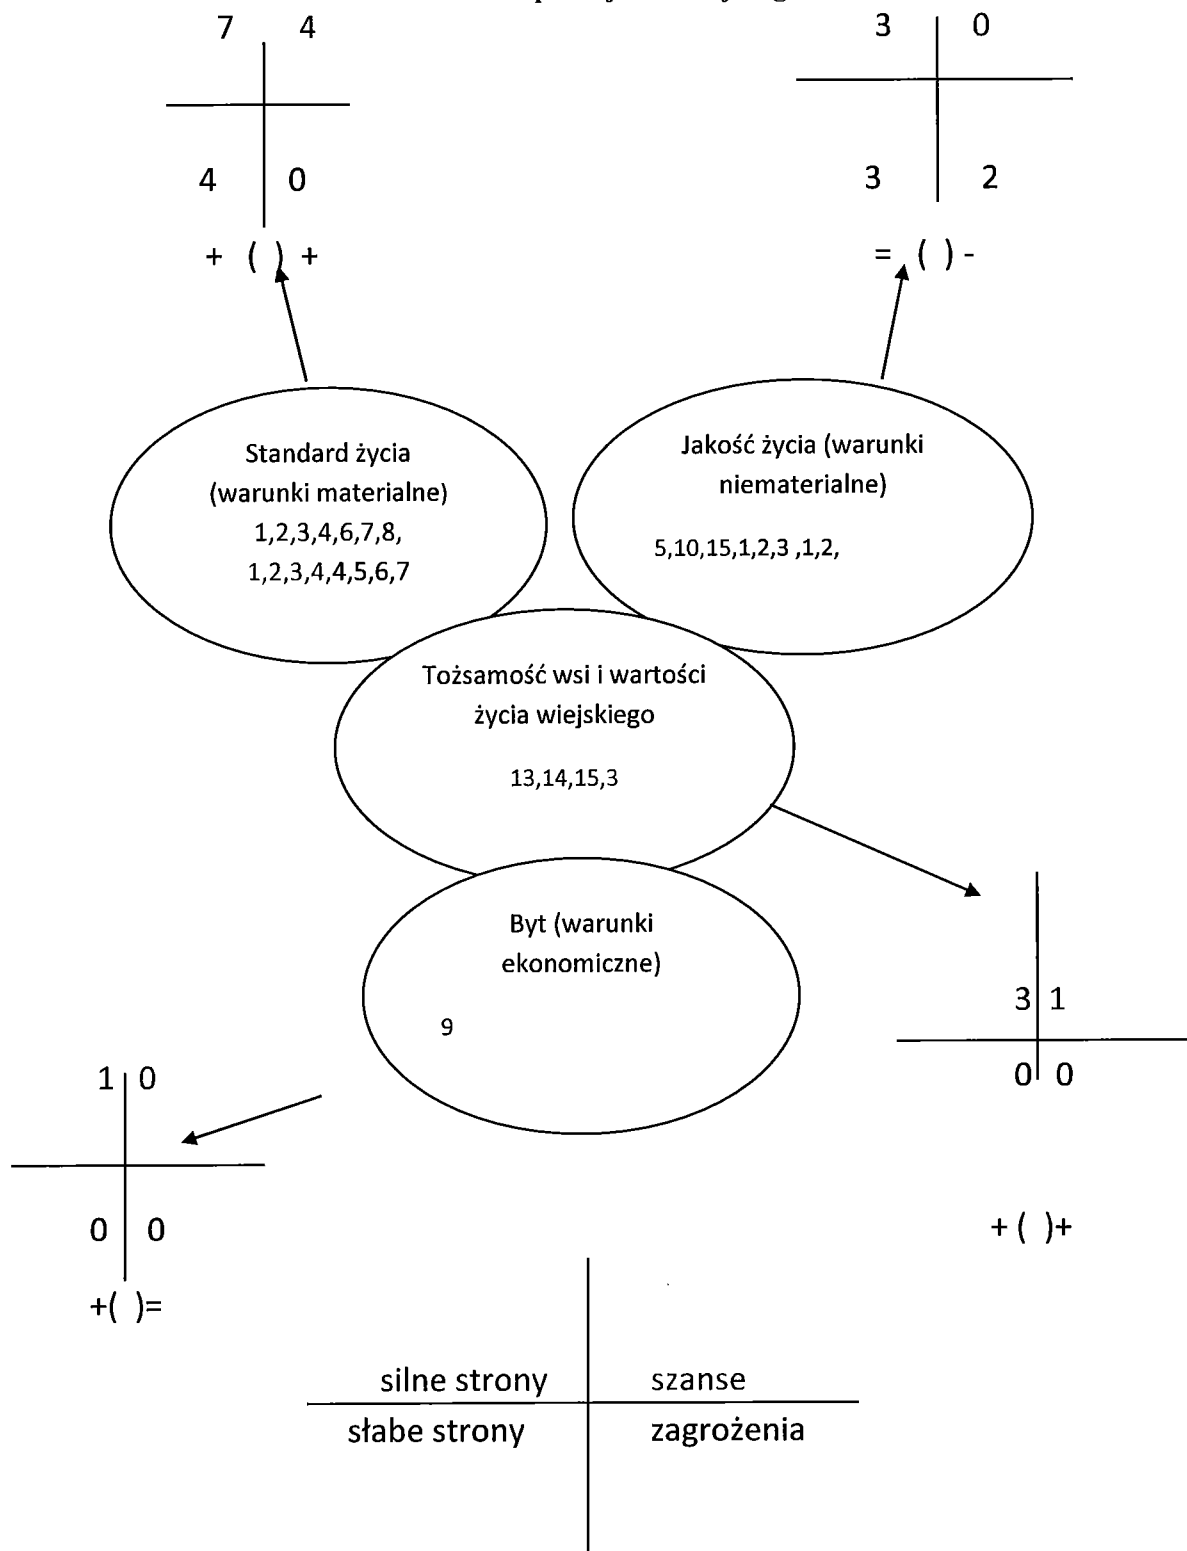 7 4
4 0
+ ( ) +
3 0
3 2
= ( ) -
Standard życia
(warunki materialne)
1,2,3,4,6,7,8,
1,2,3,4,4,5,6,7
Jakość życia (warunki
niematerialne)
5,10,15,1,2,3 ,1,2,
Tożsamość wsi i wartości
życia wiejskiego
13,14,15,3
Byt (warunki
ekonomiczne)
9
3 1
0 0
+ ( )+
1 0
0 0
+( )=
silne strony szanse
słabe strony zagrożenia